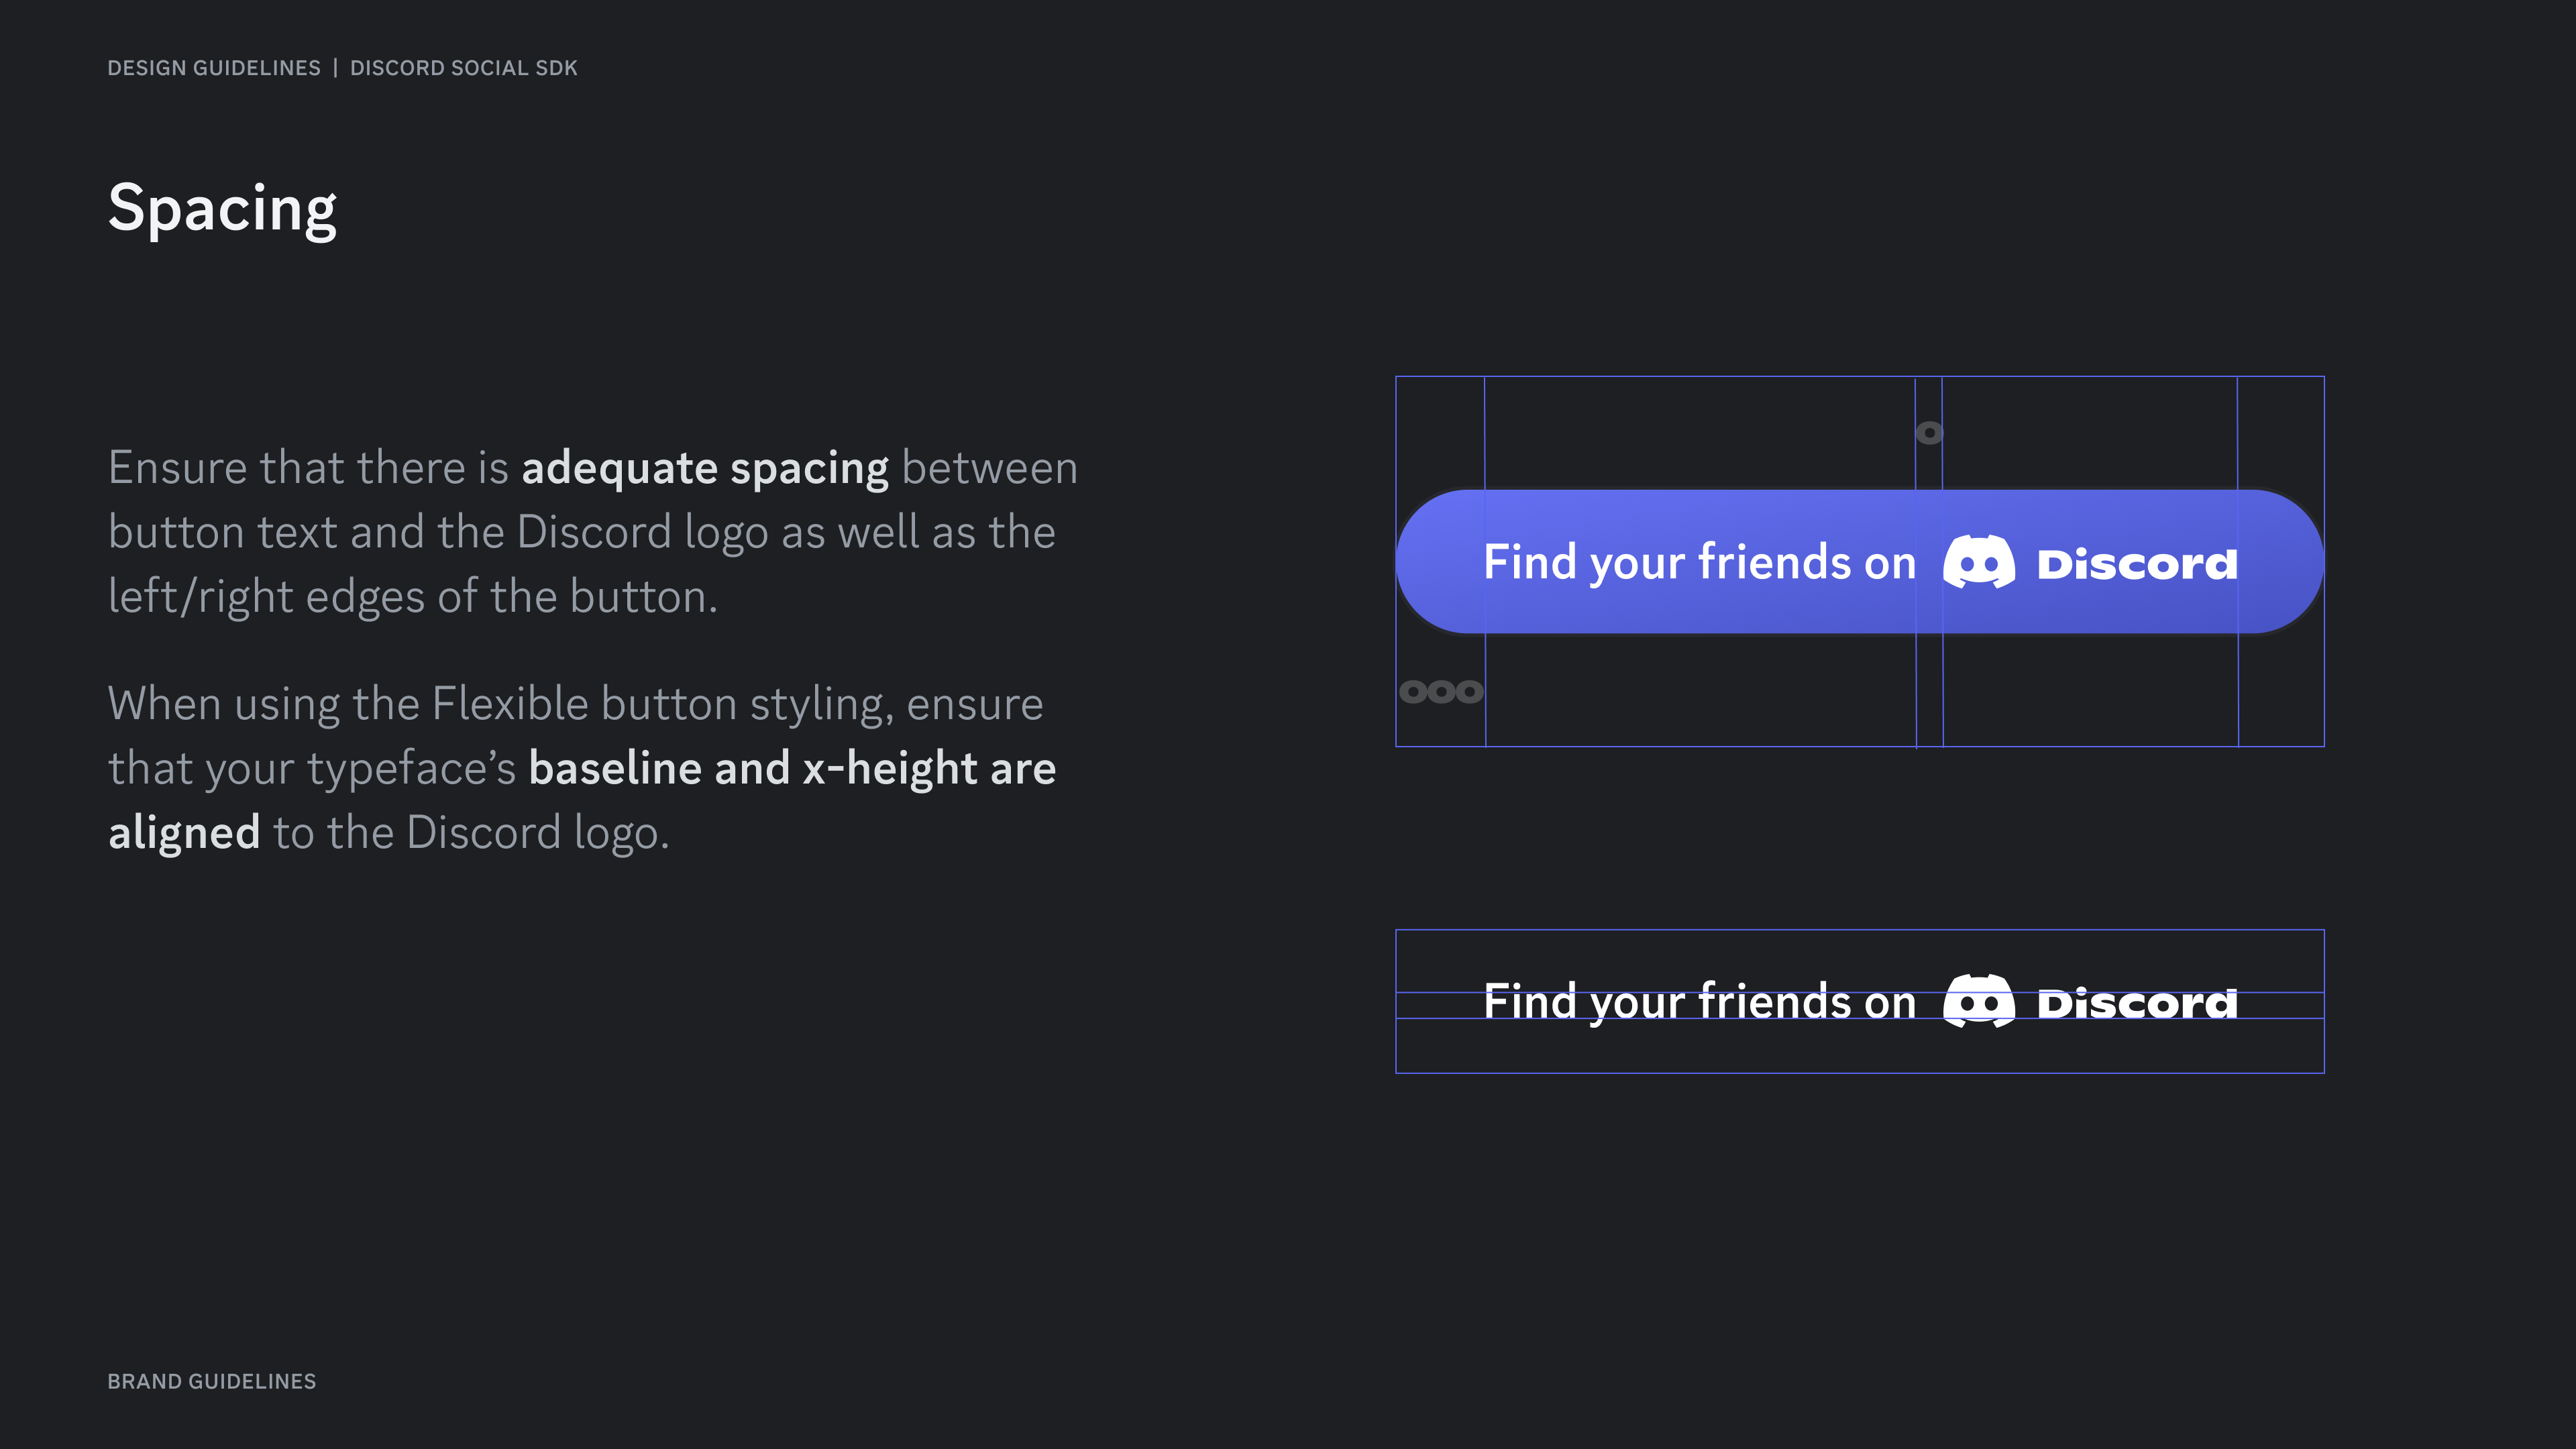 DESIGN GUIDELINES | DISCORD SOCIAL SDK
Spacing
Ensure that there is adequate spacing between
button text and the Discord logo as well as the
left/right edges of the button.
When using the Flexible button styling, ensure
that your typeface’s baseline and x-height are
aligned to the Discord logo.
o
Find your friends on Discord
ooo
Find your friends on Discord
BRAND GUIDELINES